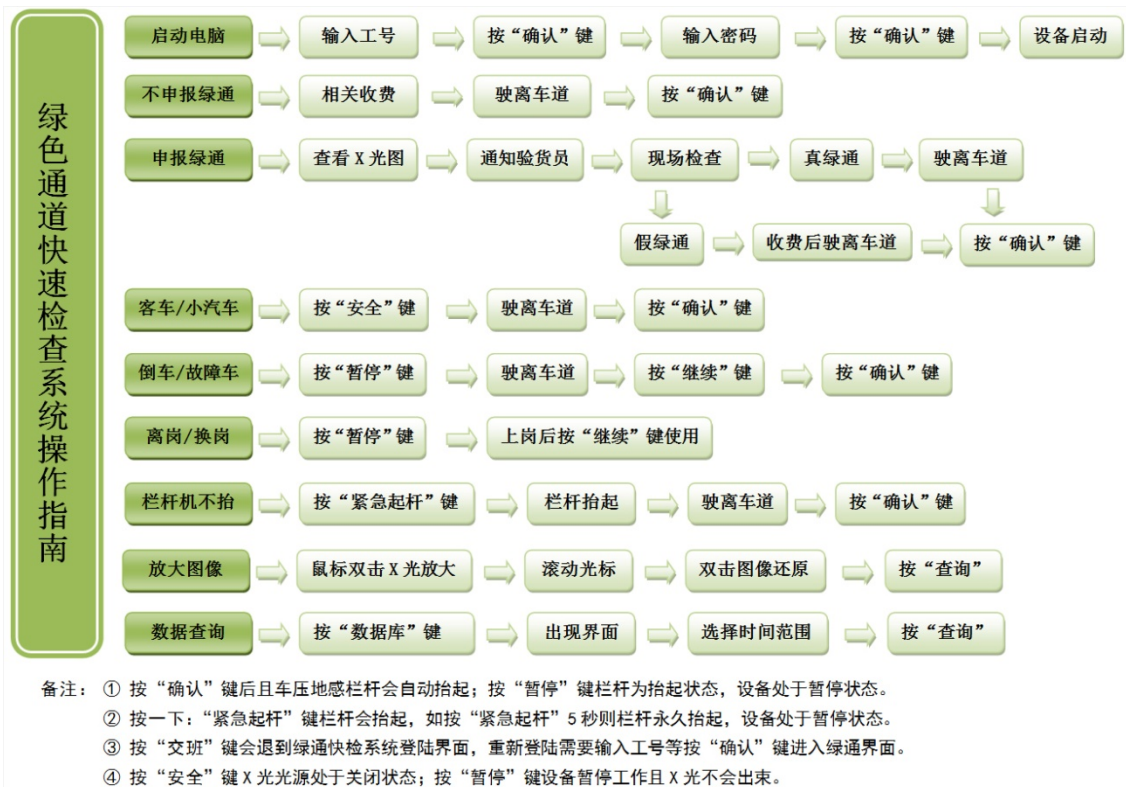 绿色通道快速检查系统操作指南
启动电脑 输入工号 按“确认”键 输入密码 按“确认”键 设备启动
不申报绿通 相关收费 驶离车道 按“确认”键
申报绿通 查看X光图 通知验货员 现场检查 真绿通 驶离车道
假绿通 收费后驶离车道 按“确认”键
客车/小汽车 按“安全”键 驶离车道 按“确认”键
倒车/故障车 按“暂停”键 驶离车道 按“继续”键 按“确认”键
离岗/换岗 按“暂停”键 上岗后按“继续”键使用
栏杆机不抬 按“紧急起杆”键 栏杆抬起 驶离车道 按“确认”键
放大图像 鼠标双击X光放大 滚动光标 双击图像还原 按“查询”
数据查询 按“数据库”键 出现界面 选择时间范围 按“查询”
备注： ① 按“确认”键后且车压地感栏杆会自动抬起；按“暂停”键栏杆为抬起状态，设备处于暂停状态。
② 按一下：“紧急起杆”键栏杆会抬起，如按“紧急起杆”5秒则栏杆永久抬起，设备处于暂停状态。
③ 按“交班”键会退到绿通快检系统登陆界面，重新登陆需要输入工号等按“确认”键进入绿通界面。
④ 按“安全”键X光光源处于关闭状态；按“暂停”键设备暂停工作且X光不会出束。